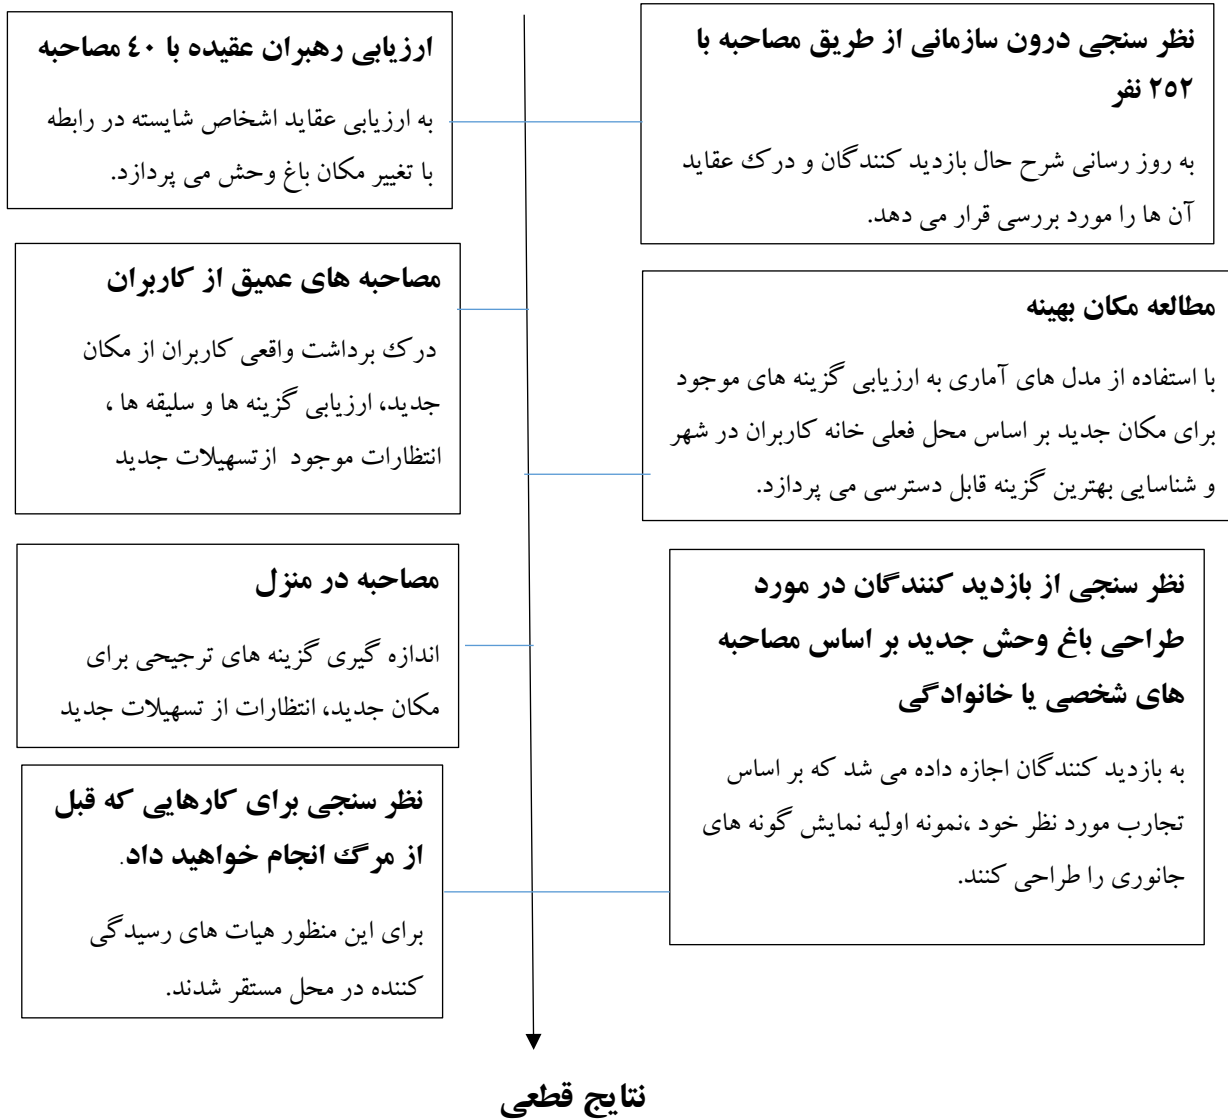 نظر سنجی درون سازمانی از طریق مصاحبه با
۲۵۲ نفر
به روز رسانی شرح حال بازدید کنندگان و درک عقاید
آن ها را مورد بررسی قرار می دهد.
ارزیابی رهبران عقیده با ٤۰ مصاحبه
به ارزیابی عقاید اشخاص شایسته در رابطه
با تغییر مکان باغ وحش می پردازد.
مطالعه مکان بهینه
با استفاده از مدل های آماری به ارزیابی گزینه های موجود
برای مکان جدید بر اساس محل فعلی خانه کاربران در شهر
و شناسایی بهترین گزینه قابل دسترسی می پردازد.
مصاحبه های عمیق از کاربران
درک برداشت واقعی کاربران از مکان
جدید، ارزیابی گزینه ها و سلیقه ها ،
انتظارات موجود ازتسهیلات جدید
نظر سنجی از بازدید کنندگان در مورد
طراحی باغ وحش جدید بر اساس مصاحبه
های شخصی یا خانوادگی
به بازدید کنندگان اجازه داده می شد که بر اساس
تجارب مورد نظر خود ،نمونه اولیه نمایش گونه های
جانوری را طراحی کنند.
مصاحبه در منزل
اندازه گیری گزینه های ترجیحی برای
مکان جدید، انتظارات از تسهیلات جدید
نظر سنجی برای کارهایی که قبل
از مرگ انجام خواهید داد.
برای این منظور هیات های رسیدگی
کننده در محل مستقر شدند.
نتایج قطعی